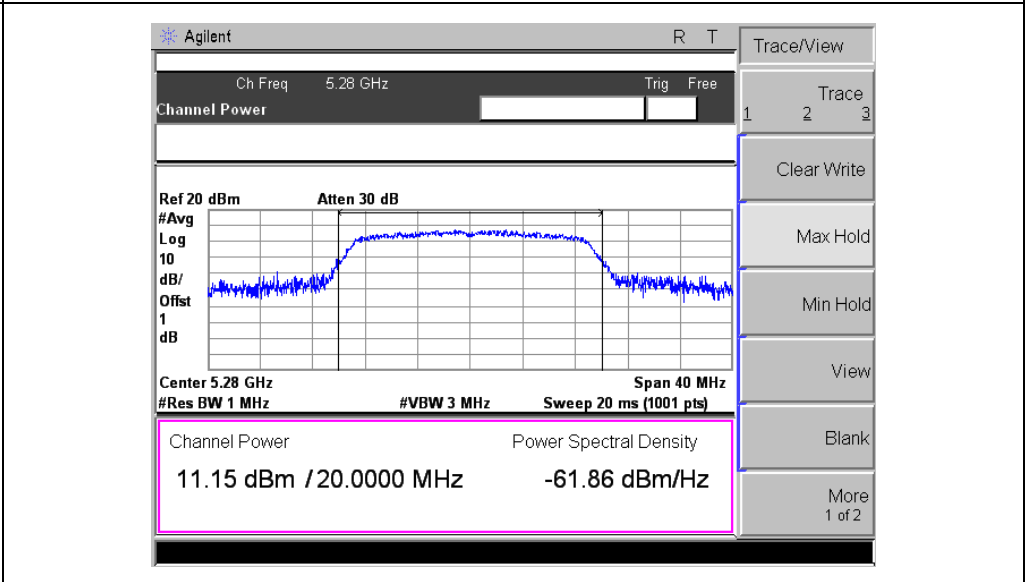 Agilent R T
Ch Freq 5.28 GHz Trig Free
Channel Power
Ref 20 dBm Atten 30 dB
#Avg
Log
10
dB/
Offst
1
dB
Center 5.28 GHz Span 40 MHz
#Res BW 1 MHz #VBW 3 MHz Sweep 20 ms (1001 pts)
Channel Power Power Spectral Density
11.15 dBm / 20.0000 MHz -61.86 dBm/Hz
Trace/View
Trace
1 2 3
Clear Write
Max Hold
Min Hold
View
Blank
More
1 of 2